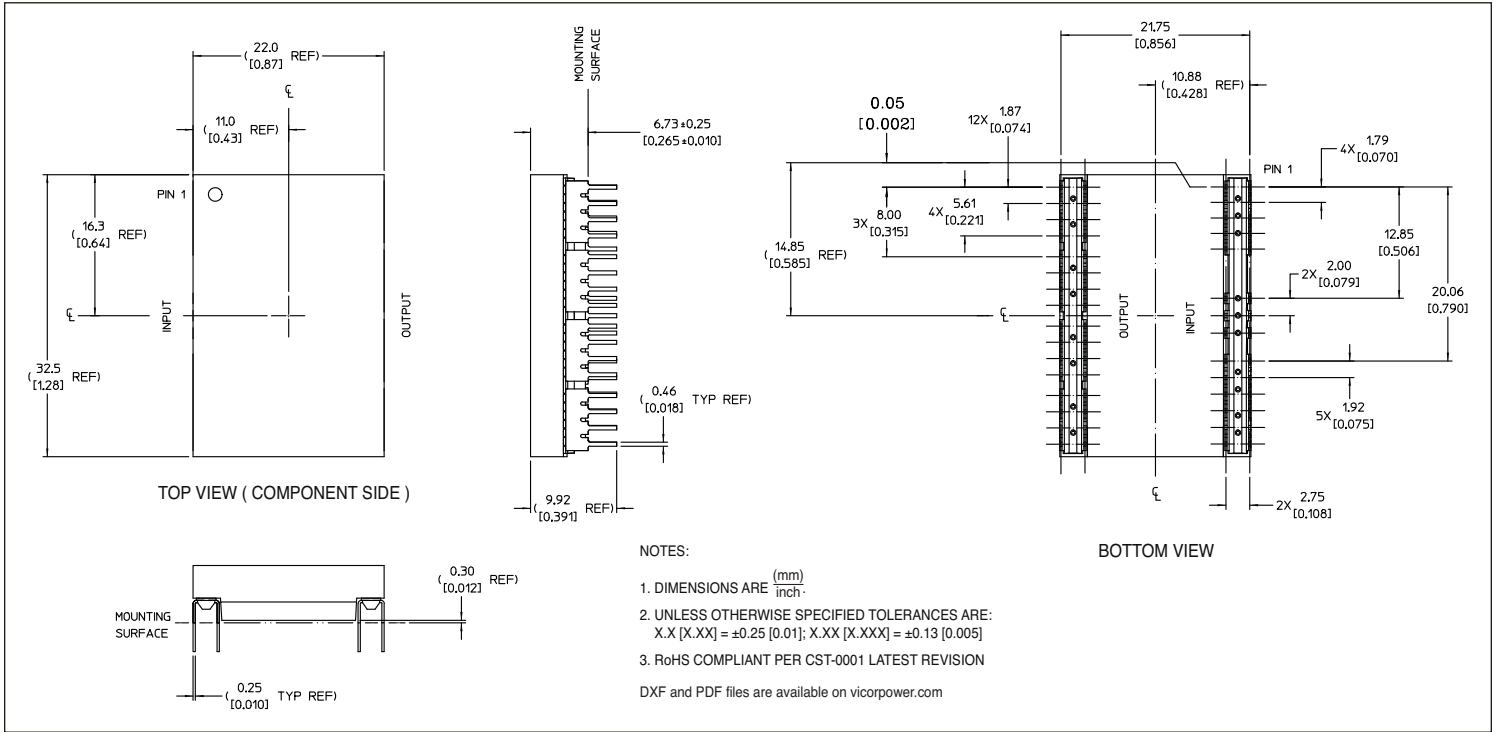 22.0
( [0.87] REF)
℄
11.0
( [0.43] REF)
PIN 1
16.3
( [0.64] REF)
℄
INPUT
OUTPUT
32.5
( [1.28] REF)
TOP VIEW ( COMPONENT SIDE )
MOUNTING
SURFACE
6.73±0.25
[0.265±0.010]
0.46
( [0.018] TYP REF)
9.92
( [0.391] REF)
21.75
[0.856]
10.88
( [0.428] REF)
0.05
[0.002]
12X 1.87
[0.074]
4X 1.79
[0.070]
PIN 1
4X 5.61
[0.221]
3X 8.00
[0.315]
14.85
( [0.585] REF)
12.85
[0.506]
2X 2.00
[0.079]
20.06
[0.790]
℄
OUTPUT
INPUT
5X 1.92
[0.075]
℄
2X 2.75
[0.108]
BOTTOM VIEW
0.30
( [0.012] REF)
MOUNTING
SURFACE
0.25
( [0.010] TYP REF)
NOTES:
1. DIMENSIONS ARE (mm)
inch.
2. UNLESS OTHERWISE SPECIFIED TOLERANCES ARE:
X.X [X.XX] = ±0.25 [0.01]; X.XX [X.XXX] = ±0.13 [0.005]
3. RoHS COMPLIANT PER CST-0001 LATEST REVISION
DXF and PDF files are available on vicorpower.com